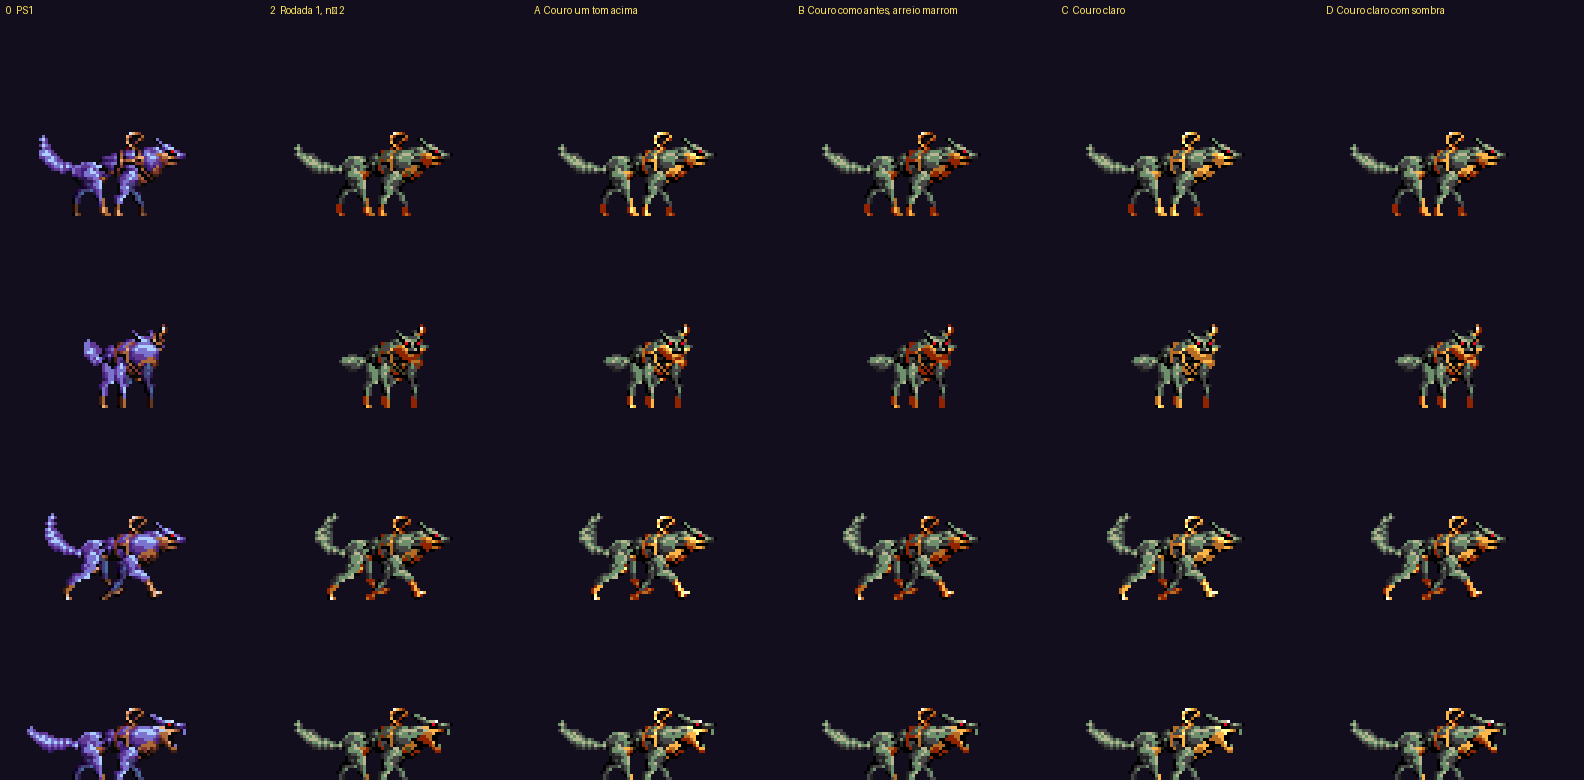 0 PS1
2 Rodada 1, n□2
A Couro um tom acima
B Couro como antes, arreio marrom
C Couro claro
D Couro claro com sombra